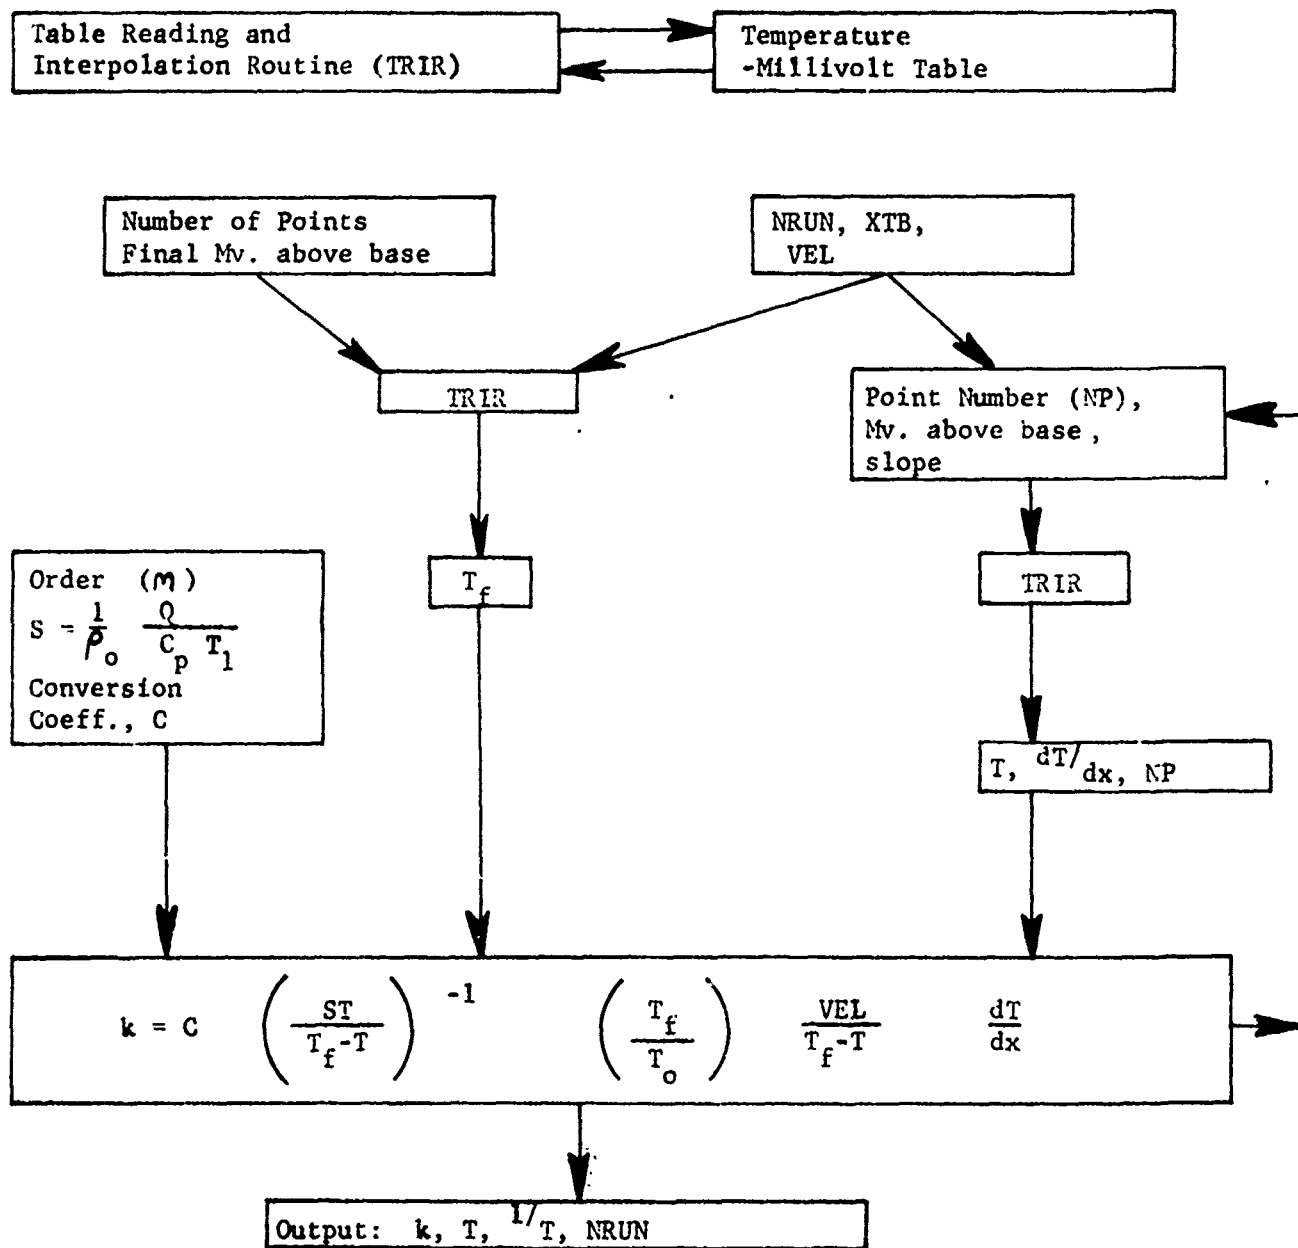 Table Reading and
Interpolation Routine (TRIR)
Temperature
-Millivolt Table
Number of Points
Final Mv. above base
NRUN, XTB,
VEL
TRIR
Point Number (NP),
Mv. above base,
slope
Order (m)
S = 1/ρo Q/Cp T1
Conversion
Coeff., C
Tf
TRIR
T, dT/dx, NP
k = C (ST/Tf-T)-1 (Tf/To) VEL/Tf-T dT/dx
Output: k, T, 1/T, NRUN